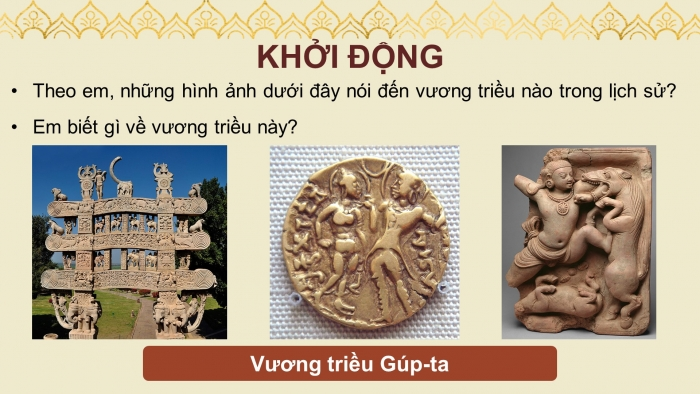 KHỞI ĐỘNG
• Theo em, những hình ảnh dưới đây nói đến vương triều nào trong lịch sử?
• Em biết gì về vương triều này?
Vương triều Gúp-ta